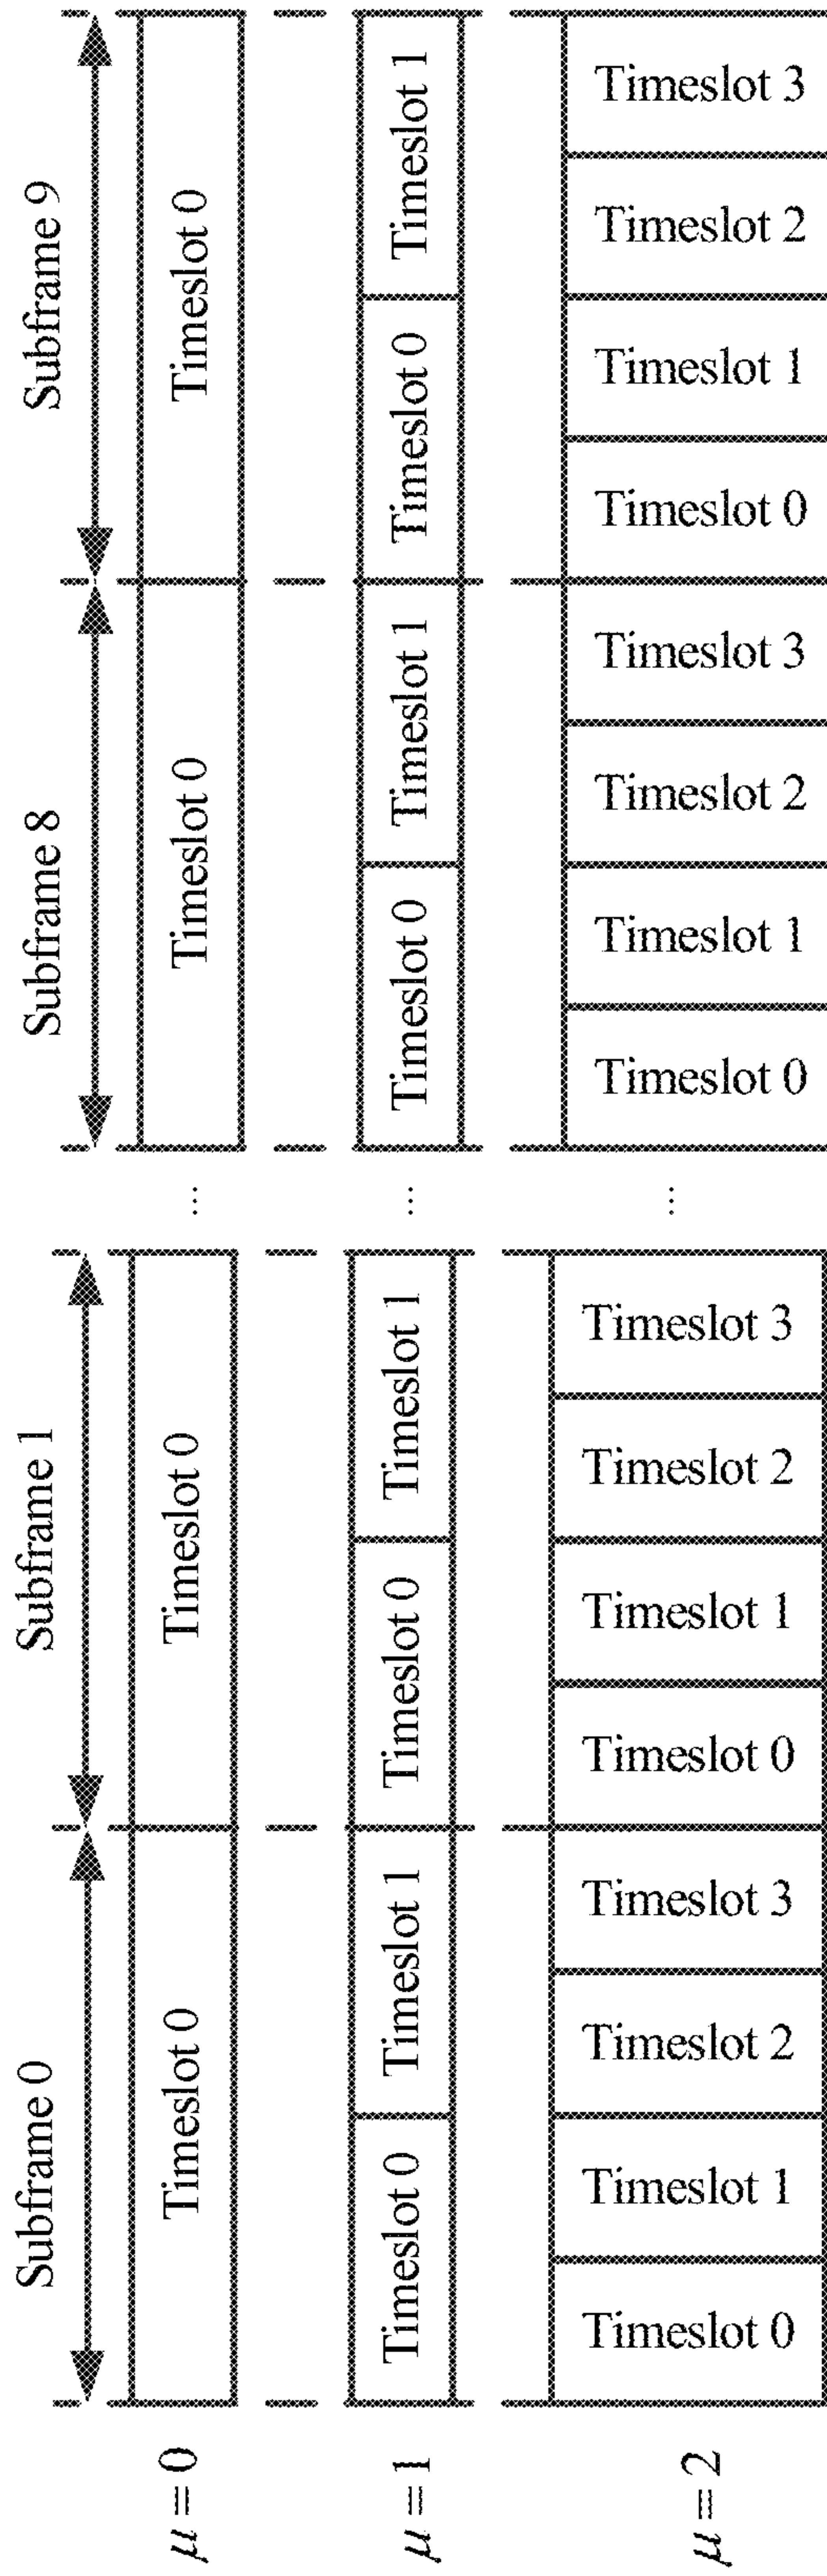 Subframe 0
Subframe 1
Subframe 8
Subframe 9
μ = 0
Timeslot 0
Timeslot 0
...
Timeslot 0
Timeslot 0
μ = 1
Timeslot 0
Timeslot 1
Timeslot 0
Timeslot 1
...
Timeslot 0
Timeslot 1
Timeslot 0
Timeslot 1
μ = 2
Timeslot 0
Timeslot 1
Timeslot 2
Timeslot 3
Timeslot 0
Timeslot 1
Timeslot 2
Timeslot 3
...
Timeslot 0
Timeslot 1
Timeslot 2
Timeslot 3
Timeslot 0
Timeslot 1
Timeslot 2
Timeslot 3